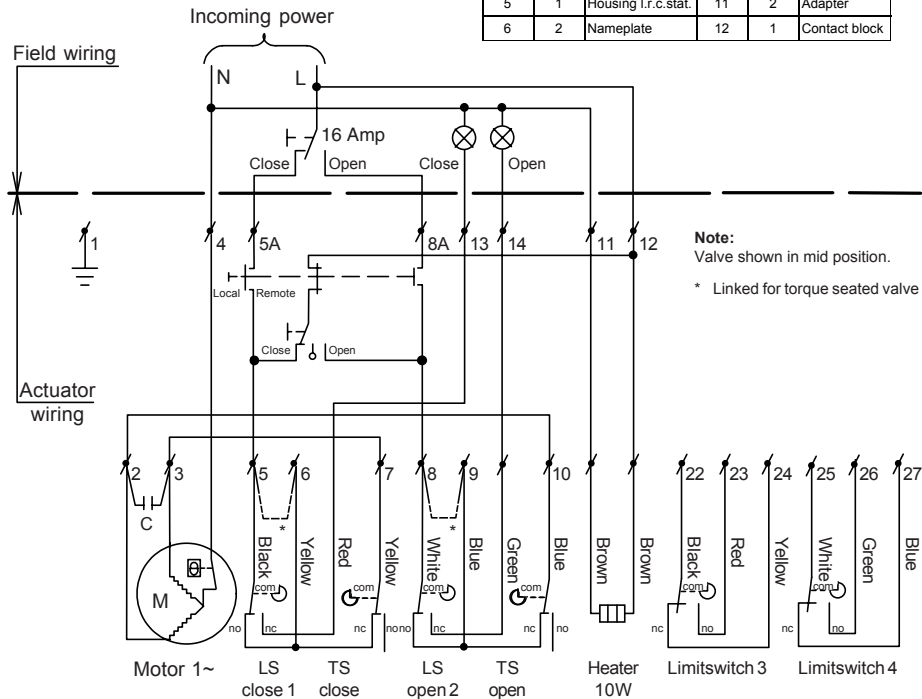 5 1 Housing l.r.c.stat. 11 2 Adapter
6 2 Nameplate 12 1 Contact block
Incoming power
Field wiring
N L
16 Amp
Close Open Close Open
1 4 5A 8A 13 14 11 12
Note:
Valve shown in mid position.
* Linked for torque seated valve
Local Remote
Close Open
Actuator
wiring
2 3 5 6 7 8 9 10 22 23 24 25 26 27
C * *
Black Yellow Red Yellow White Blue Green Blue Brown Brown Black Red Yellow White Green Blue
com com com com com com
M
no nc nc no no nc nc no nc no nc no
Motor 1~ LS TS LS TS Heater Limitswitch 3 Limitswitch 4
close 1 close open 2 open 10W